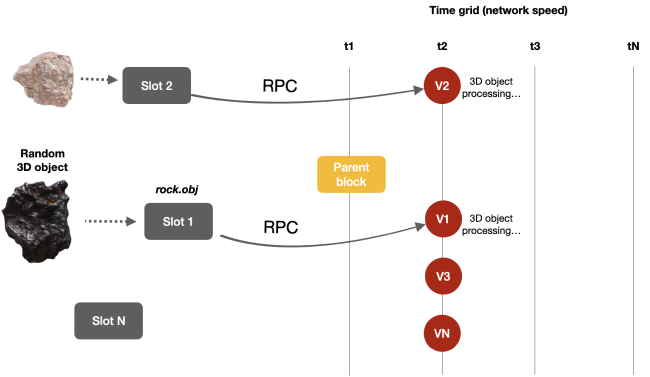 Time grid (network speed)
t1
t2
t3
tN
Slot 2
RPC
V2
3D object
processing...
Random
3D object
Parent
block
rock.obj
Slot 1
RPC
V1
3D object
processing...
V3
Slot N
VN